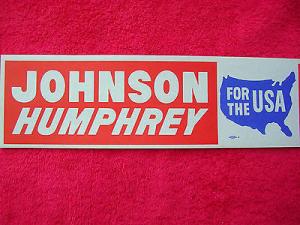 JOHNSON
HUMPHREY
FOR
THE USA